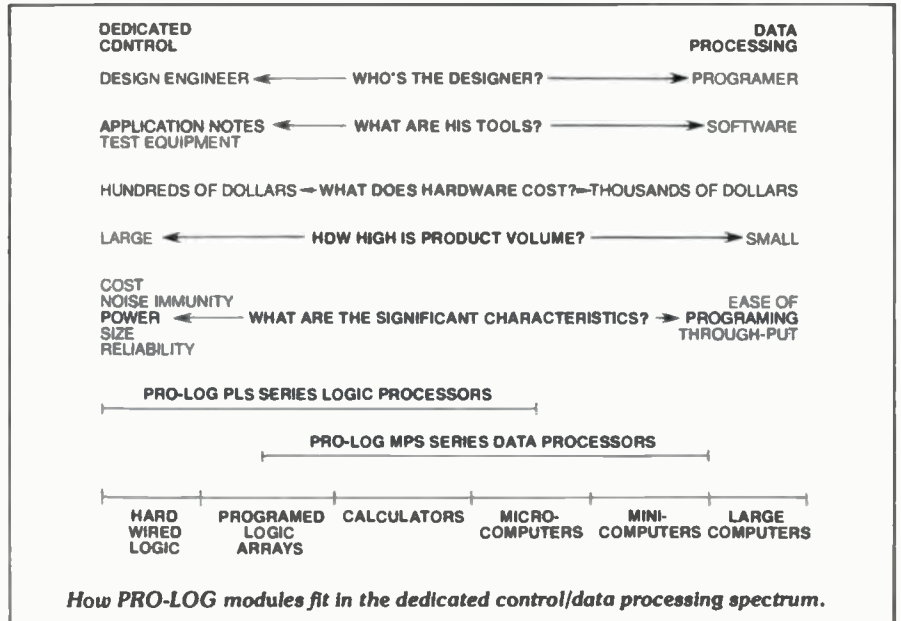 DEDICATED CONTROL
DATA PROCESSING
DESIGN ENGINEER WHO'S THE DESIGNER? PROGRAMER
APPLICATION NOTES TEST EQUIPMENT WHAT ARE HIS TOOLS? SOFTWARE
HUNDREDS OF DOLLARS WHAT DOES HARDWARE COST? THOUSANDS OF DOLLARS
LARGE HOW HIGH IS PRODUCT VOLUME? SMALL
COST
NOISE IMMUNITY
POWER
SIZE
RELIABILITY
WHAT ARE THE SIGNIFICANT CHARACTERISTICS?
EASE OF
PROGRAMING
THROUGH-PUT
PRO-LOG PLS SERIES LOGIC PROCESSORS
PRO-LOG MPS SERIES DATA PROCESSORS
HARD WIRED LOGIC
PROGRAMED LOGIC ARRAYS
CALCULATORS
MICRO-COMPUTERS
MINI-COMPUTERS
LARGE COMPUTERS
How PRO-LOG modules fit in the dedicated control/data processing spectrum.